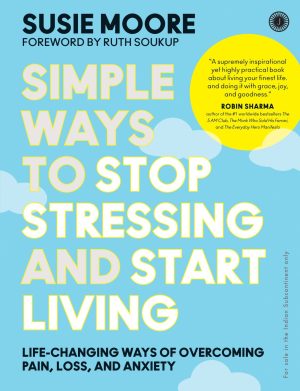 SUSIE MOORE
FOREWORD BY RUTH SOUKUP
"A supremely inspirational
yet highly practical book
about living your finest life.
and doing it with grace, joy,
and goodness."
ROBIN SHARMA
author of the #1 worldwide bestsellers The
5 AM Club, The Monk Who Sold His Ferrari,
and The Everyday Hero Manifesto
SIMPLE
WAYS
TO STOP
STRESSING
AND START
LIVING
LIFE-CHANGING WAYS OF OVERCOMING
PAIN, LOSS, AND ANXIETY
For sale in the Indian Subcontinent only